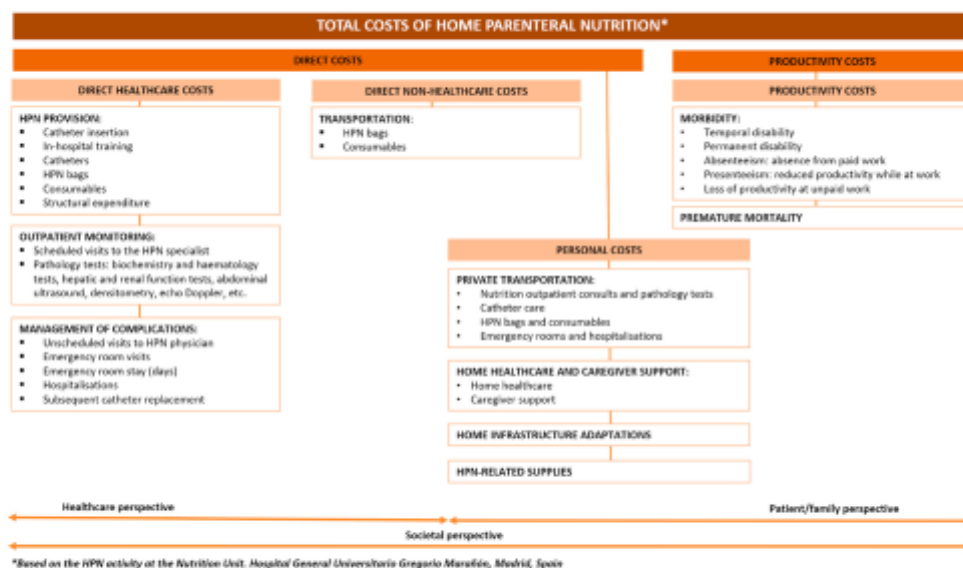 TOTAL COSTS OF HOME PARENTERAL NUTRITION*
DIRECT COSTS
PRODUCTIVITY COSTS
DIRECT HEALTHCARE COSTS
DIRECT NON-HEALTHCARE COSTS
PRODUCTIVITY COSTS
HPN PROVISION:
▪ Catheter insertion
▪ In-hospital training
▪ Catheters
▪ HPN bags
▪ Consumables
▪ Structural expenditure
TRANSPORTATION:
▪ HPN bags
▪ Consumables
MORBIDITY:
• Temporal disability
• Permanent disability
• Absenteeism: absence from paid work
• Presenteeism: reduced productivity while at work
• Loss of productivity at unpaid work
PREMATURE MORTALITY
OUTPATIENT MONITORING:
▪ Scheduled visits to the HPN specialist
▪ Pathology tests: biochemistry and haematology
tests, hepatic and renal function tests, abdominal
ultrasound, densitometry, echo Doppler, etc.
MANAGEMENT OF COMPLICATIONS:
▪ Unscheduled visits to HPN physician
▪ Emergency room visits
▪ Emergency room stay (days)
▪ Hospitalisations
▪ Subsequent catheter replacement
PERSONAL COSTS
PRIVATE TRANSPORTATION:
• Nutrition outpatient consults and pathology tests
• Catheter care
• HPN bags and consumables
• Emergency rooms and hospitalisations
HOME HEALTHCARE AND CAREGIVER SUPPORT:
• Home healthcare
• Caregiver support
HOME INFRASTRUCTURE ADAPTATIONS
HPN-RELATED SUPPLIES
Healthcare perspective
Patient/family perspective
Societal perspective
*Based on the HPN activity at the Nutrition Unit. Hospital General Universitario Gregorio Marañón, Madrid, Spain